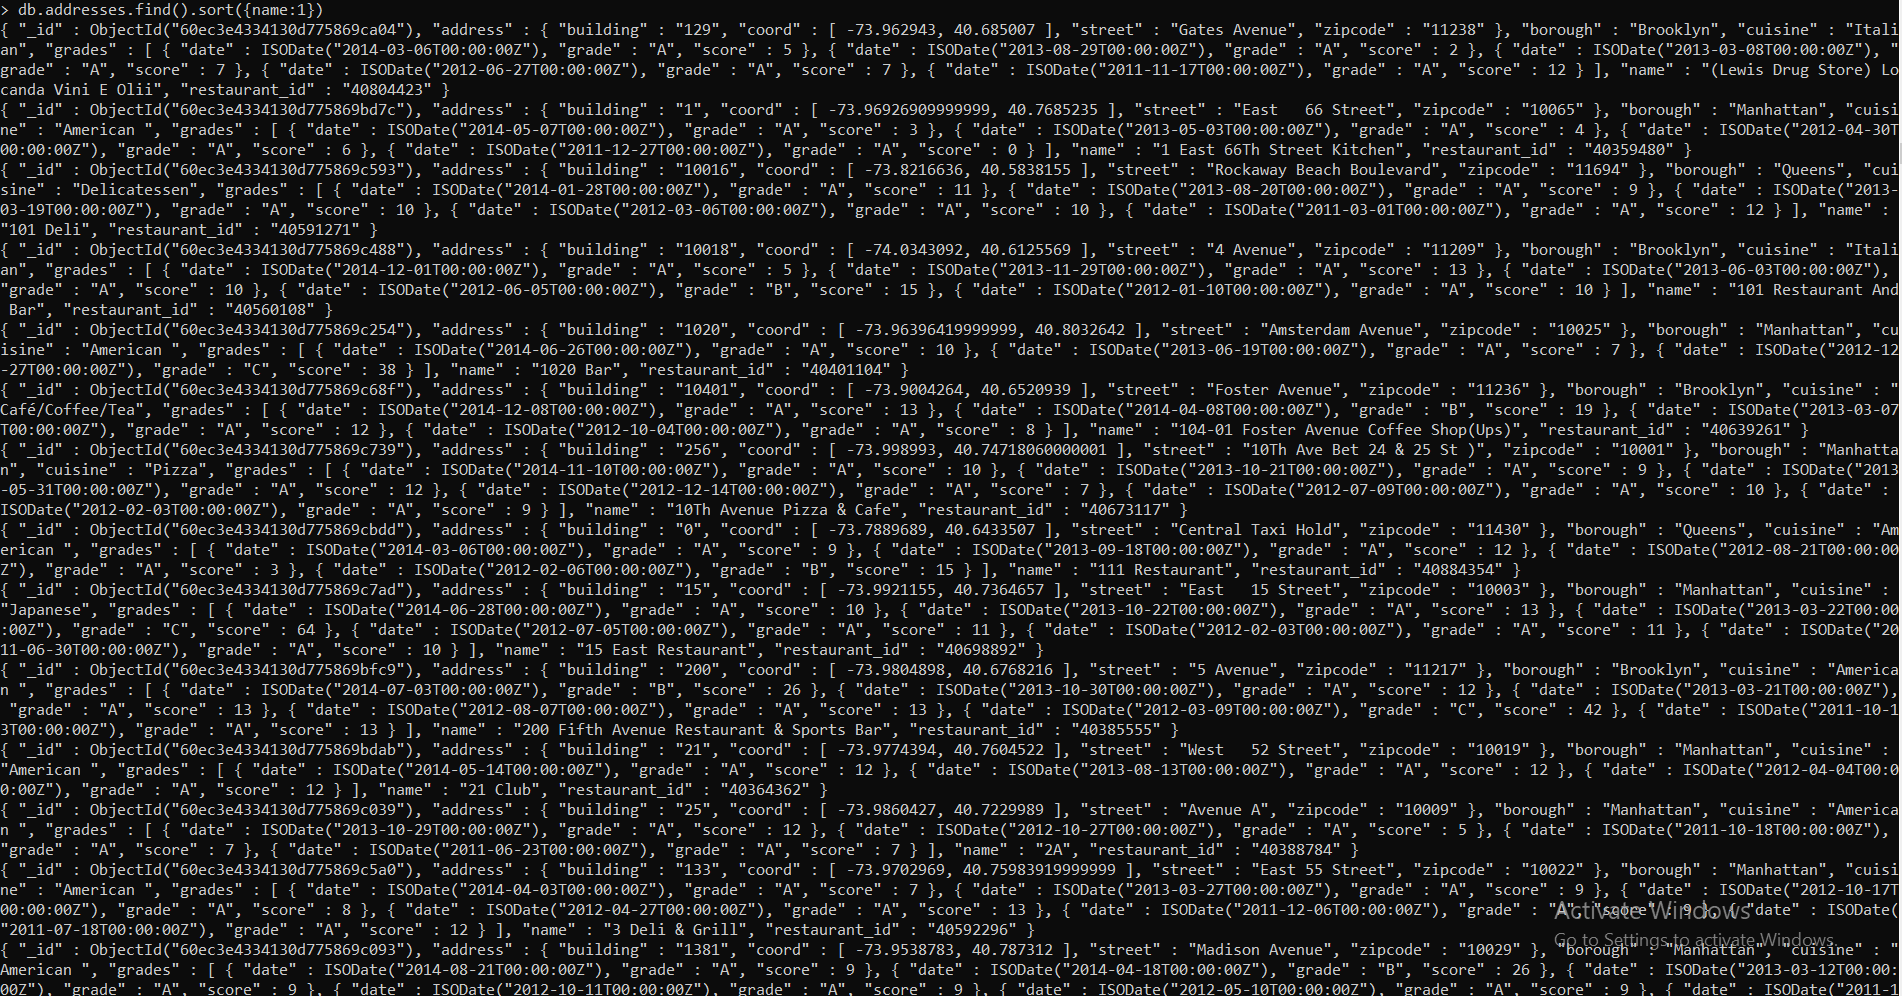 > db.addresses.find().sort({name:1})
{ "_id" : ObjectId("60ec3e4334130d775869ca04"), "address" : { "building" : "129", "coord" : [ -73.962943, 40.685007 ], "street" : "Gates Avenue", "zipcode" : "11238" }, "borough" : "Brooklyn", "cuisine" : "Itali
an", "grades" : [ { "date" : ISODate("2014-03-06T00:00:00Z"), "grade" : "A", "score" : 5 }, { "date" : ISODate("2013-08-29T00:00:00Z"), "grade" : "A", "score" : 2 }, { "date" : ISODate("2013-03-08T00:00:00Z"), "
grade" : "A", "score" : 7 }, { "date" : ISODate("2012-06-27T00:00:00Z"), "grade" : "A", "score" : 7 }, { "date" : ISODate("2011-11-17T00:00:00Z"), "grade" : "A", "score" : 12 } ], "name" : "(Lewis Drug Store) Lo
canda Vini E Olii", "restaurant_id" : "40804423" }
{ "_id" : ObjectId("60ec3e4334130d775869bd7c"), "address" : { "building" : "1", "coord" : [ -73.96926909999999, 40.7685235 ], "street" : "East   66 Street", "zipcode" : "10065" }, "borough" : "Manhattan", "cuisi
ne" : "American ", "grades" : [ { "date" : ISODate("2014-05-07T00:00:00Z"), "grade" : "A", "score" : 3 }, { "date" : ISODate("2013-05-03T00:00:00Z"), "grade" : "A", "score" : 4 }, { "date" : ISODate("2012-04-30T
00:00:00Z"), "grade" : "A", "score" : 6 }, { "date" : ISODate("2011-12-27T00:00:00Z"), "grade" : "A", "score" : 0 } ], "name" : "1 East 66Th Street Kitchen", "restaurant_id" : "40359480" }
{ "_id" : ObjectId("60ec3e4334130d775869c593"), "address" : { "building" : "10016", "coord" : [ -73.8216636, 40.5838155 ], "street" : "Rockaway Beach Boulevard", "zipcode" : "11694" }, "borough" : "Queens", "cui
sine" : "Delicatessen", "grades" : [ { "date" : ISODate("2014-01-28T00:00:00Z"), "grade" : "A", "score" : 11 }, { "date" : ISODate("2013-08-20T00:00:00Z"), "grade" : "A", "score" : 9 }, { "date" : ISODate("2013-
03-19T00:00:00Z"), "grade" : "A", "score" : 10 }, { "date" : ISODate("2012-03-06T00:00:00Z"), "grade" : "A", "score" : 10 }, { "date" : ISODate("2011-03-01T00:00:00Z"), "grade" : "A", "score" : 12 } ], "name" :
"101 Deli", "restaurant_id" : "40591271" }
{ "_id" : ObjectId("60ec3e4334130d775869c488"), "address" : { "building" : "10018", "coord" : [ -74.0343092, 40.6125569 ], "street" : "4 Avenue", "zipcode" : "11209" }, "borough" : "Brooklyn", "cuisine" : "Itali
an", "grades" : [ { "date" : ISODate("2014-12-01T00:00:00Z"), "grade" : "A", "score" : 5 }, { "date" : ISODate("2013-11-29T00:00:00Z"), "grade" : "A", "score" : 13 }, { "date" : ISODate("2013-06-03T00:00:00Z"),
"grade" : "A", "score" : 10 }, { "date" : ISODate("2012-06-05T00:00:00Z"), "grade" : "B", "score" : 15 }, { "date" : ISODate("2012-01-10T00:00:00Z"), "grade" : "A", "score" : 10 } ], "name" : "101 Restaurant And
 Bar", "restaurant_id" : "40560108" }
{ "_id" : ObjectId("60ec3e4334130d775869c254"), "address" : { "building" : "1020", "coord" : [ -73.96396419999999, 40.8032642 ], "street" : "Amsterdam Avenue", "zipcode" : "10025" }, "borough" : "Manhattan", "cu
isine" : "American ", "grades" : [ { "date" : ISODate("2014-06-26T00:00:00Z"), "grade" : "A", "score" : 10 }, { "date" : ISODate("2013-06-19T00:00:00Z"), "grade" : "A", "score" : 7 }, { "date" : ISODate("2012-12
-27T00:00:00Z"), "grade" : "C", "score" : 38 } ], "name" : "1020 Bar", "restaurant_id" : "40401104" }
{ "_id" : ObjectId("60ec3e4334130d775869c68f"), "address" : { "building" : "10401", "coord" : [ -73.9004264, 40.6520939 ], "street" : "Foster Avenue", "zipcode" : "11236" }, "borough" : "Brooklyn", "cuisine" : "
Café/Coffee/Tea", "grades" : [ { "date" : ISODate("2014-12-08T00:00:00Z"), "grade" : "A", "score" : 13 }, { "date" : ISODate("2014-04-08T00:00:00Z"), "grade" : "B", "score" : 19 }, { "date" : ISODate("2013-03-07
T00:00:00Z"), "grade" : "A", "score" : 12 }, { "date" : ISODate("2012-10-04T00:00:00Z"), "grade" : "A", "score" : 8 } ], "name" : "104-01 Foster Avenue Coffee Shop(Ups)", "restaurant_id" : "40639261" }
{ "_id" : ObjectId("60ec3e4334130d775869c739"), "address" : { "building" : "256", "coord" : [ -73.998993, 40.74718060000001 ], "street" : "10Th Ave Bet 24 & 25 St )", "zipcode" : "10001" }, "borough" : "Manhatta
n", "cuisine" : "Pizza", "grades" : [ { "date" : ISODate("2014-11-10T00:00:00Z"), "grade" : "A", "score" : 10 }, { "date" : ISODate("2013-10-21T00:00:00Z"), "grade" : "A", "score" : 9 }, { "date" : ISODate("2013
-05-31T00:00:00Z"), "grade" : "A", "score" : 12 }, { "date" : ISODate("2012-12-14T00:00:00Z"), "grade" : "A", "score" : 7 }, { "date" : ISODate("2012-07-09T00:00:00Z"), "grade" : "A", "score" : 10 }, { "date" :
ISODate("2012-02-03T00:00:00Z"), "grade" : "A", "score" : 9 } ], "name" : "10Th Avenue Pizza & Cafe", "restaurant_id" : "40673117" }
{ "_id" : ObjectId("60ec3e4334130d775869cbdd"), "address" : { "building" : "0", "coord" : [ -73.7889689, 40.6433507 ], "street" : "Central Taxi Hold", "zipcode" : "11430" }, "borough" : "Queens", "cuisine" : "Am
erican ", "grades" : [ { "date" : ISODate("2014-03-06T00:00:00Z"), "grade" : "A", "score" : 9 }, { "date" : ISODate("2013-09-18T00:00:00Z"), "grade" : "A", "score" : 12 }, { "date" : ISODate("2012-08-21T00:00:00
Z"), "grade" : "A", "score" : 3 }, { "date" : ISODate("2012-02-06T00:00:00Z"), "grade" : "B", "score" : 15 } ], "name" : "111 Restaurant", "restaurant_id" : "40884354" }
{ "_id" : ObjectId("60ec3e4334130d775869c7ad"), "address" : { "building" : "15", "coord" : [ -73.9921155, 40.7364657 ], "street" : "East   15 Street", "zipcode" : "10003" }, "borough" : "Manhattan", "cuisine" :
"Japanese", "grades" : [ { "date" : ISODate("2014-06-28T00:00:00Z"), "grade" : "A", "score" : 10 }, { "date" : ISODate("2013-10-22T00:00:00Z"), "grade" : "A", "score" : 13 }, { "date" : ISODate("2013-03-22T00:00
:00Z"), "grade" : "C", "score" : 64 }, { "date" : ISODate("2012-07-05T00:00:00Z"), "grade" : "A", "score" : 11 }, { "date" : ISODate("2012-02-03T00:00:00Z"), "grade" : "A", "score" : 11 }, { "date" : ISODate("20
11-06-30T00:00:00Z"), "grade" : "A", "score" : 10 } ], "name" : "15 East Restaurant", "restaurant_id" : "40698892" }
{ "_id" : ObjectId("60ec3e4334130d775869bfc9"), "address" : { "building" : "200", "coord" : [ -73.9804898, 40.6768216 ], "street" : "5 Avenue", "zipcode" : "11217" }, "borough" : "Brooklyn", "cuisine" : "America
n ", "grades" : [ { "date" : ISODate("2014-07-03T00:00:00Z"), "grade" : "B", "score" : 26 }, { "date" : ISODate("2013-10-30T00:00:00Z"), "grade" : "A", "score" : 12 }, { "date" : ISODate("2013-03-21T00:00:00Z"),
 "grade" : "A", "score" : 13 }, { "date" : ISODate("2012-08-07T00:00:00Z"), "grade" : "A", "score" : 13 }, { "date" : ISODate("2012-03-09T00:00:00Z"), "grade" : "C", "score" : 42 }, { "date" : ISODate("2011-10-1
3T00:00:00Z"), "grade" : "A", "score" : 13 } ], "name" : "200 Fifth Avenue Restaurant & Sports Bar", "restaurant_id" : "40385555" }
{ "_id" : ObjectId("60ec3e4334130d775869bdab"), "address" : { "building" : "21", "coord" : [ -73.9774394, 40.7604522 ], "street" : "West   52 Street", "zipcode" : "10019" }, "borough" : "Manhattan", "cuisine" :
"American ", "grades" : [ { "date" : ISODate("2014-05-14T00:00:00Z"), "grade" : "A", "score" : 12 }, { "date" : ISODate("2013-08-13T00:00:00Z"), "grade" : "A", "score" : 12 }, { "date" : ISODate("2012-04-04T00:0
0:00Z"), "grade" : "A", "score" : 12 } ], "name" : "21 Club", "restaurant_id" : "40364362" }
{ "_id" : ObjectId("60ec3e4334130d775869c039"), "address" : { "building" : "25", "coord" : [ -73.9860427, 40.7229989 ], "street" : "Avenue A", "zipcode" : "10009" }, "borough" : "Manhattan", "cuisine" : "America
n ", "grades" : [ { "date" : ISODate("2013-10-29T00:00:00Z"), "grade" : "A", "score" : 12 }, { "date" : ISODate("2012-10-27T00:00:00Z"), "grade" : "A", "score" : 5 }, { "date" : ISODate("2011-10-18T00:00:00Z"),
"grade" : "A", "score" : 7 }, { "date" : ISODate("2011-06-23T00:00:00Z"), "grade" : "A", "score" : 7 } ], "name" : "2A", "restaurant_id" : "40388784" }
{ "_id" : ObjectId("60ec3e4334130d775869c5a0"), "address" : { "building" : "133", "coord" : [ -73.9702969, 40.75983919999999 ], "street" : "East 55 Street", "zipcode" : "10022" }, "borough" : "Manhattan", "cuisi
ne" : "American ", "grades" : [ { "date" : ISODate("2014-04-03T00:00:00Z"), "grade" : "A", "score" : 7 }, { "date" : ISODate("2013-03-27T00:00:00Z"), "grade" : "A", "score" : 9 }, { "date" : ISODate("2012-10-17T
00:00:00Z"), "grade" : "A", "score" : 8 }, { "date" : ISODate("2012-04-27T00:00:00Z"), "grade" : "A", "score" : 13 }, { "date" : ISODate("2011-12-06T00:00:00Z"), "grade" : "A", "score" : 9 }, { "date" : ISODate(
"2011-07-18T00:00:00Z"), "grade" : "A", "score" : 12 } ], "name" : "3 Deli & Grill", "restaurant_id" : "40592296" }
{ "_id" : ObjectId("60ec3e4334130d775869c093"), "address" : { "building" : "1381", "coord" : [ -73.9538783, 40.787312 ], "street" : "Madison Avenue", "zipcode" : "10029" }, "borough" : "Manhattan", "cuisine" : "
American ", "grades" : [ { "date" : ISODate("2014-08-21T00:00:00Z"), "grade" : "A", "score" : 9 }, { "date" : ISODate("2014-04-18T00:00:00Z"), "grade" : "B", "score" : 26 }, { "date" : ISODate("2013-03-12T00:00:
00Z"), "grade" : "A", "score" : 9 }, { "date" : ISODate("2012-10-11T00:00:00Z"), "grade" : "A", "score" : 9 }, { "date" : ISODate("2012-05-10T00:00:00Z"), "grade" : "A", "score" : 9 }, { "date" : ISODate("2011-1
Activate Windows
Go to Settings to activate Windows.